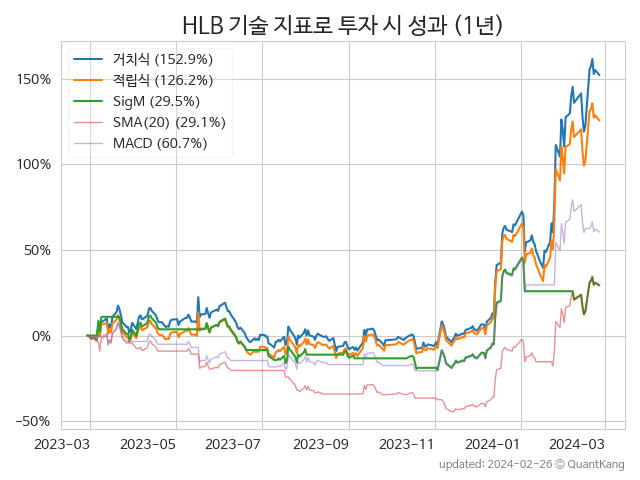 HLB 기술 지표로 투자 시 성과 (1년)
거치식 (152.9%)
적립식 (126.2%)
SigM (29.5%)
SMA(20) (29.1%)
MACD (60.7%)
150%
100%
50%
0%
−50%
2023-03 2023-05 2023-07 2023-09 2023-11 2024-01 2024-03
updated: 2024-02-26 © QuantKang